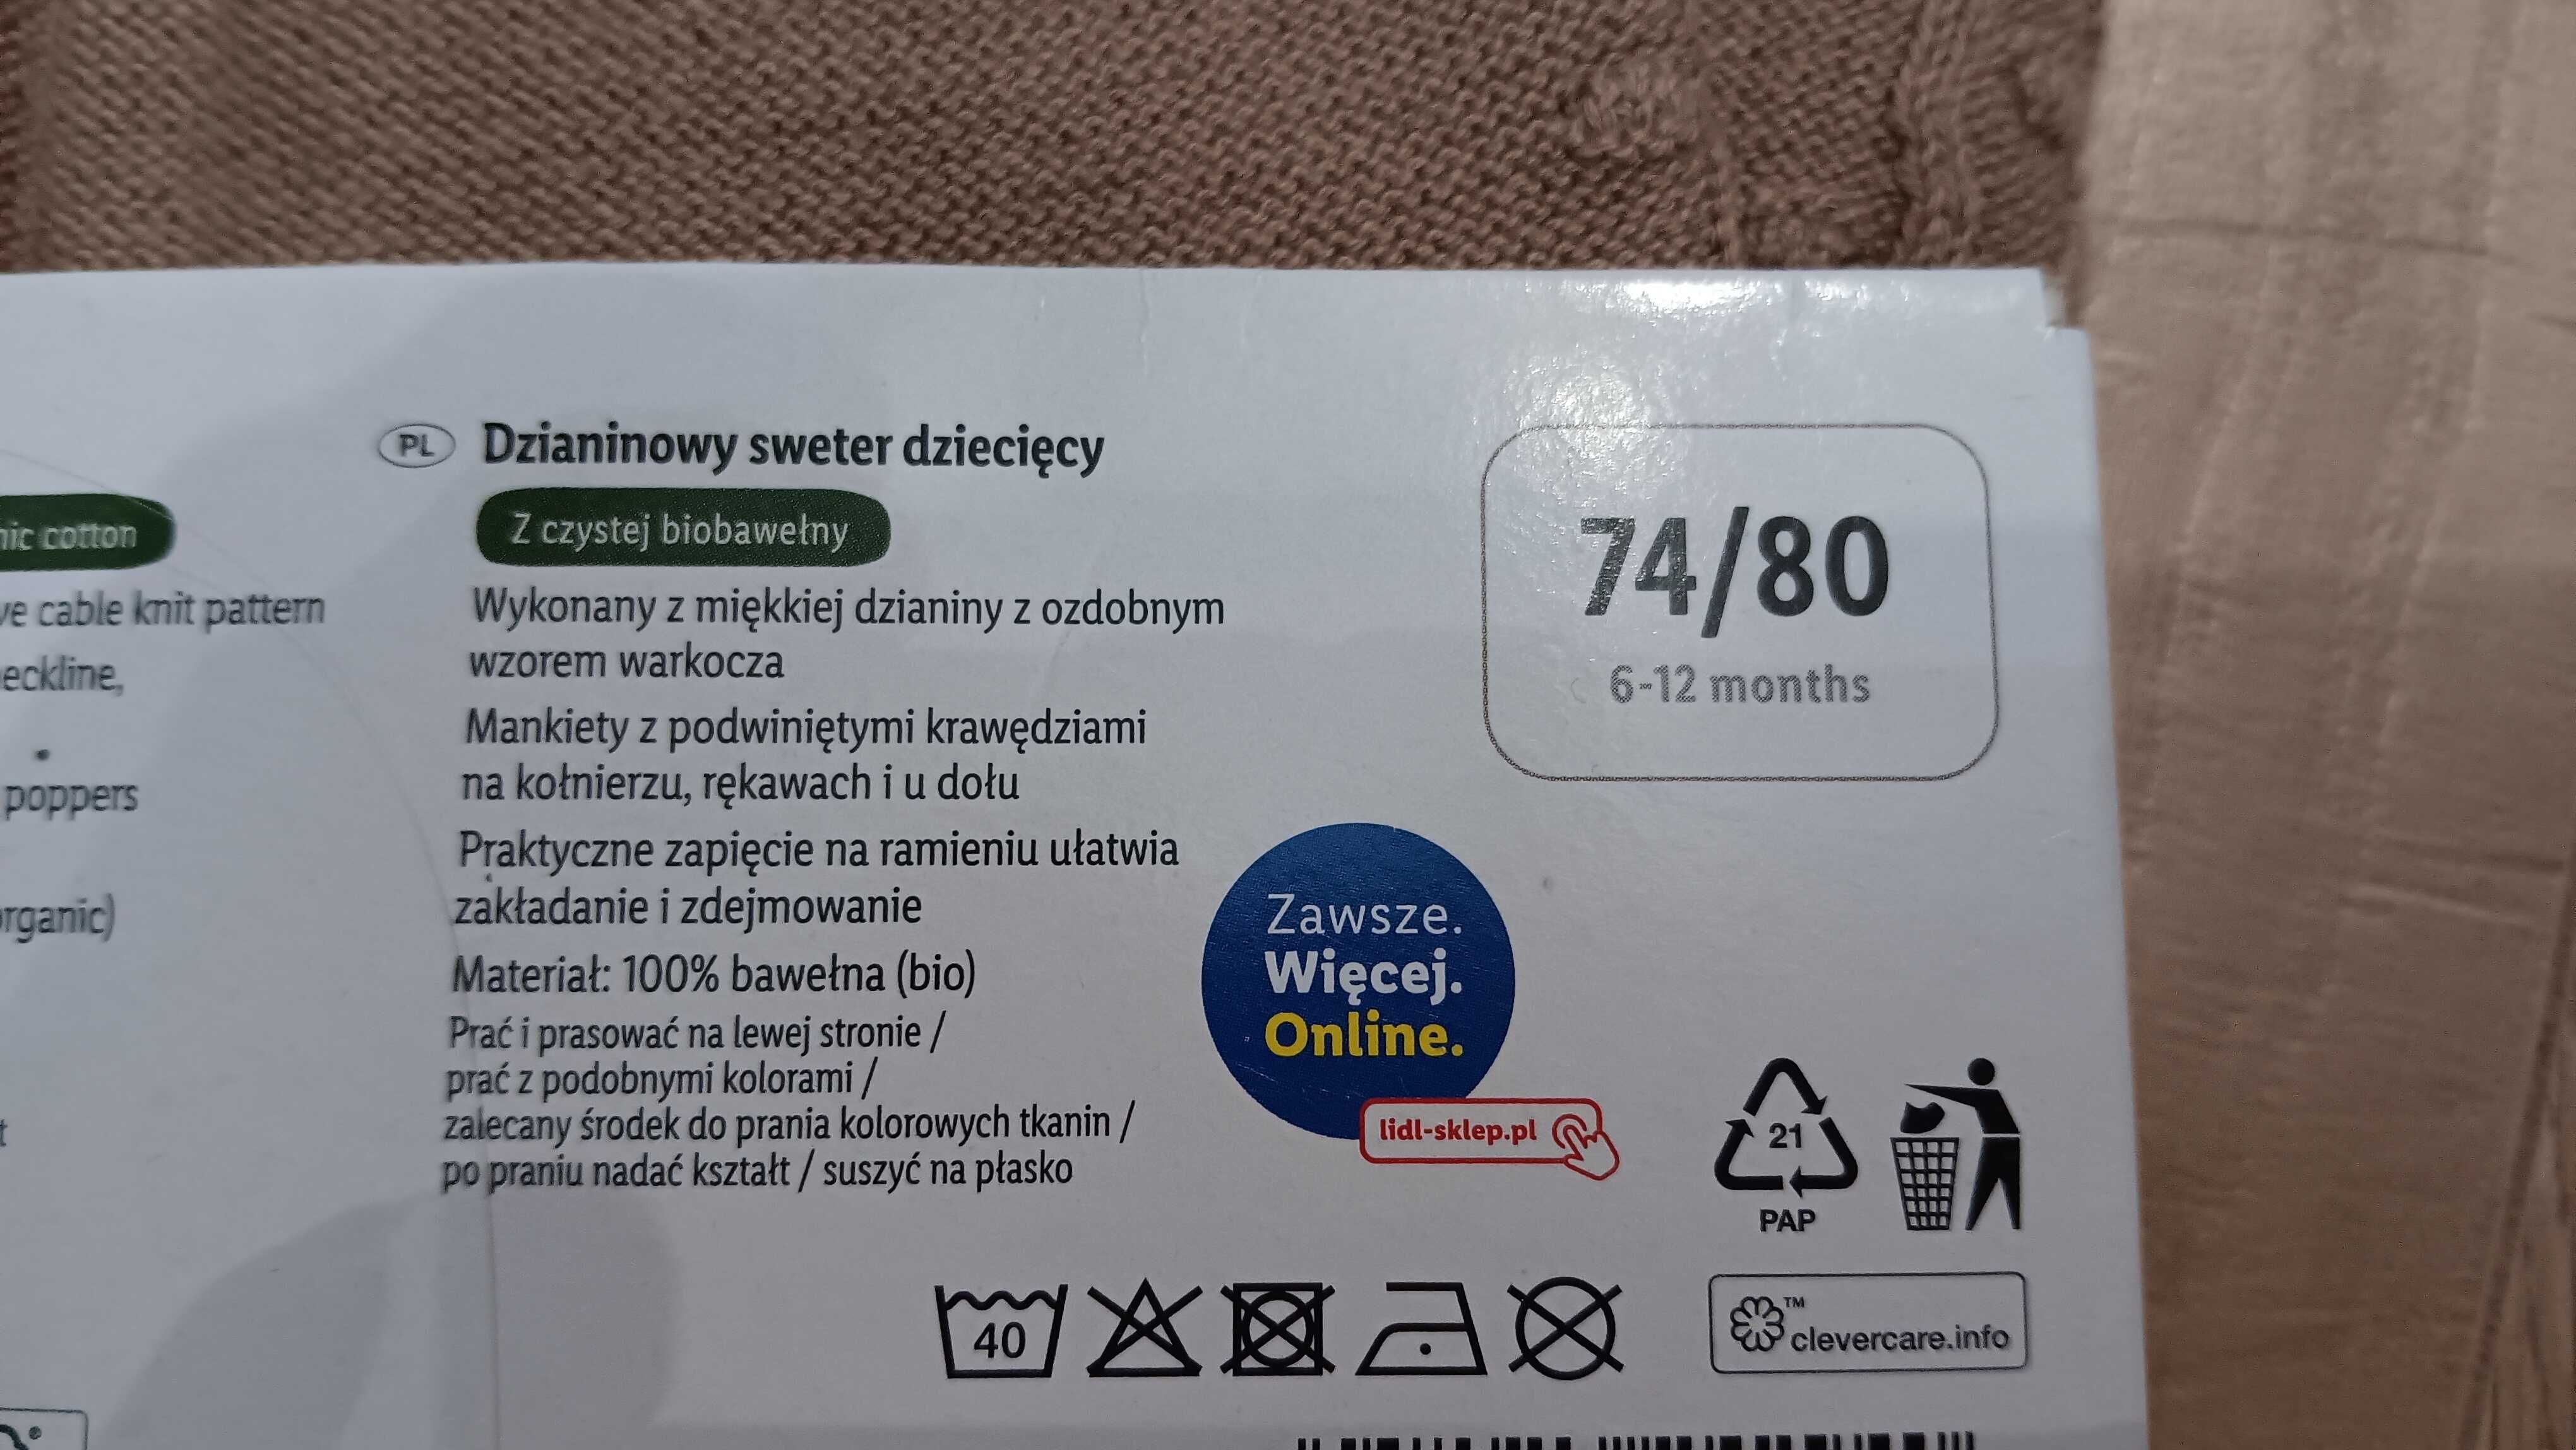 nic cotton
ve cable knit pattern
eckline,
poppers
organic)
t
PL Dzianinowy sweter dziecięcy
Z czystej biobawełny
Wykonany z miękkiej dzianiny z ozdobnym
wzorem warkocza
Mankiety z podwiniętymi krawędziami
na kołnierzu, rękawach i u dołu
Praktyczne zapięcie na ramieniu ułatwia
zakładanie i zdejmowanie
Materiał: 100% bawełna (bio)
Prać i prasować na lewej stronie /
prać z podobnymi kolorami /
zalecany środek do prania kolorowych tkanin /
po praniu nadać kształt / suszyć na płasko
74/80
6-12 months
Zawsze.
Więcej.
Online.
lidl-sklep.pl
21
PAP
40
™
clevercare.info